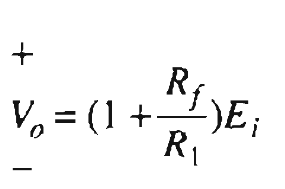 +
V_o = (1 + R_f / R_1) E_i
−